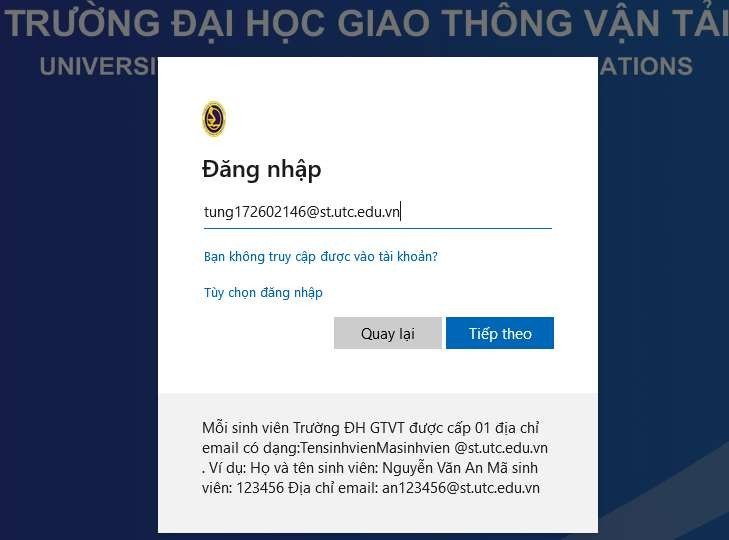 TRƯỜNG ĐẠI HỌC GIAO THÔNG VẬN TẢI
Đăng nhập
tung172602146@st.utc.edu.vn
Bạn không truy cập được vào tài khoản?
Tùy chọn đăng nhập
Quay lại Tiếp theo
Mỗi sinh viên Trường ĐH GTVT được cấp 01 địa chỉ
email có dạng:TensinhvienMasinhvien @st.utc.edu.vn
. Ví dụ: Họ và tên sinh viên: Nguyễn Văn An Mã sinh
viên: 123456 Địa chỉ email: an123456@st.utc.edu.vn